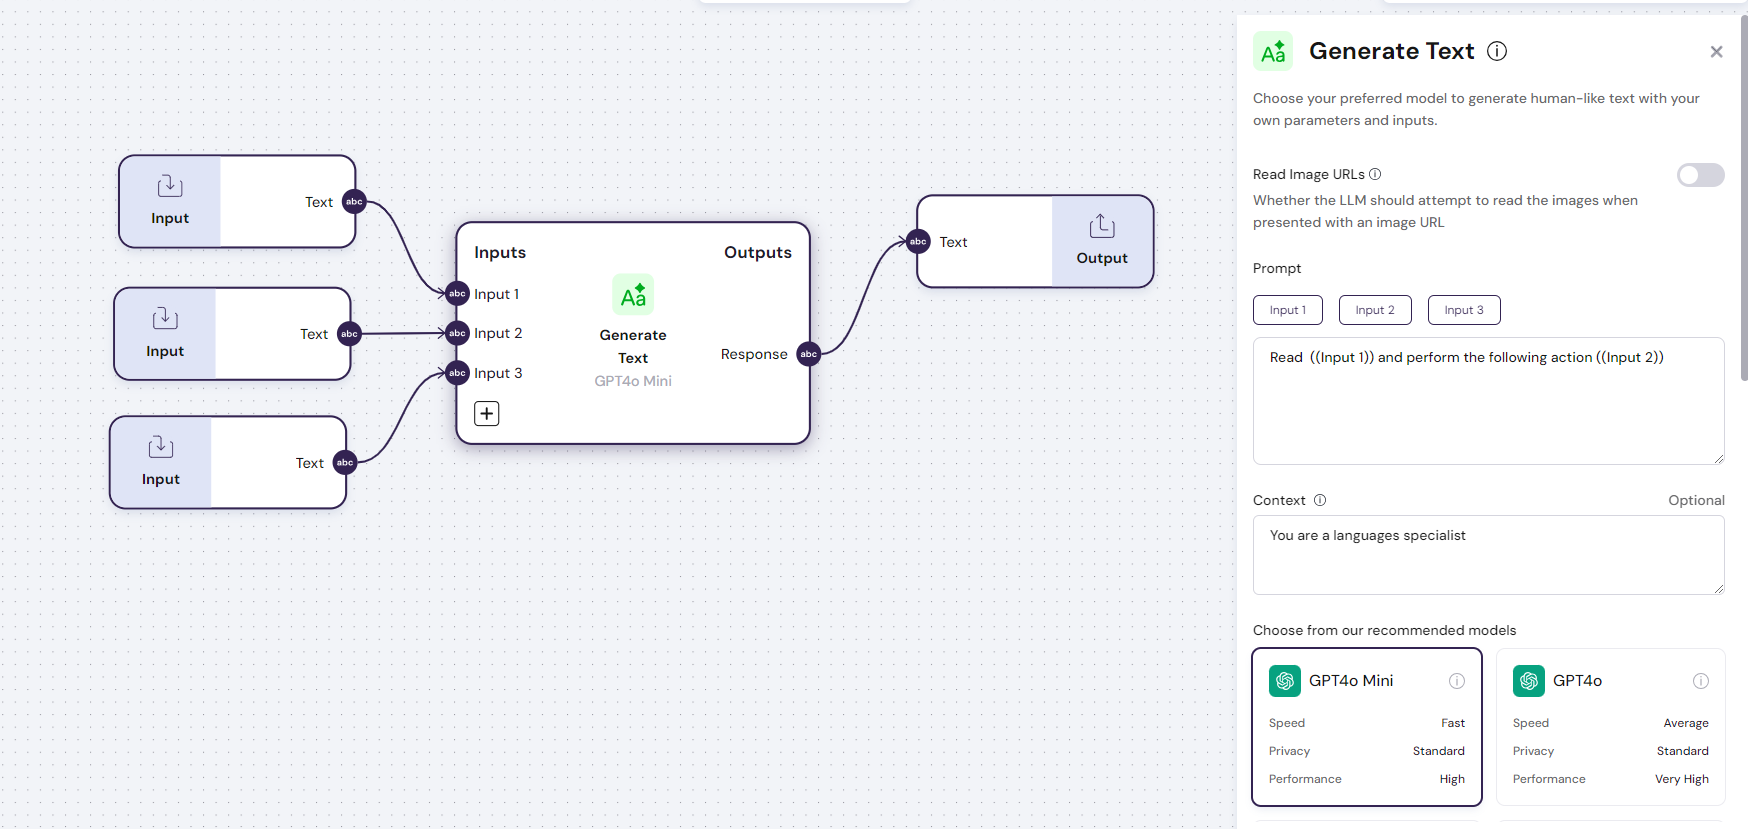 Input
Text
abc
Input
Text
abc
Input
Text
abc
Inputs
Outputs
abc
Input 1
abc
Input 2
abc
Input 3
Aa
Generate
Text
GPT4o Mini
Response
abc
abc
Text
Output
Aa
Generate Text
Choose your preferred model to generate human-like text with your
own parameters and inputs.
Read Image URLs
Whether the LLM should attempt to read the images when
presented with an image URL
Prompt
Input 1
Input 2
Input 3
Read  ((Input 1)) and perform the following action ((Input 2))
Context
Optional
You are a languages specialist
Choose from our recommended models
GPT4o Mini
Speed Fast
Privacy Standard
Performance High
GPT4o
Speed Average
Privacy Standard
Performance Very High